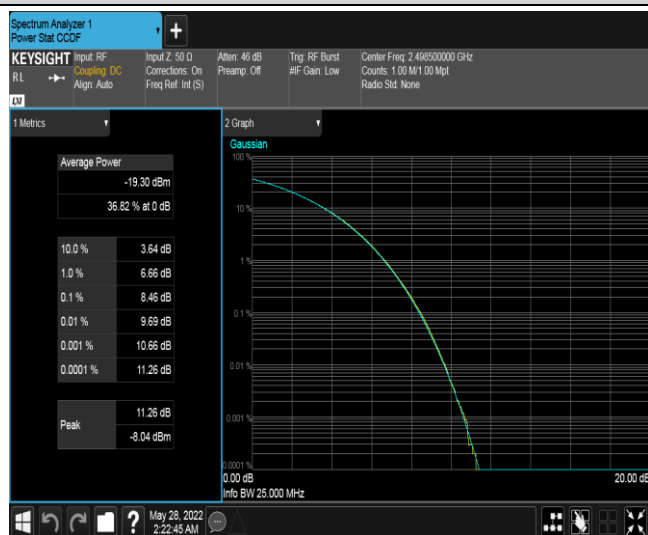 Spectrum Analyzer 1
Power Stat CCDF
KEYSIGHT
RL
LXI
Input: RF
Coupling: DC
Align: Auto
Input Z: 50 Ω
Corrections: On
Freq Ref: Int (S)
Atten: 46 dB
Preamp: Off
Trig: RF Burst
#IF Gain: Low
Center Freq: 2.498500000 GHz
Counts: 1.00 M/1.00 Mpt
Radio Std: None
1 Metrics
Average Power
-19.30 dBm
36.82 % at 0 dB
10.0 % 3.64 dB
1.0 % 6.66 dB
0.1 % 8.46 dB
0.01 % 9.69 dB
0.001 % 10.66 dB
0.0001 % 11.26 dB
Peak
11.26 dB
-8.04 dBm
2 Graph
Gaussian
100 %
10 %
1 %
0.1 %
0.01 %
0.001 %
0.0001 %
0.00 dB
20.00 dB
Info BW 25.000 MHz
?
May 28, 2022
2:22:45 AM